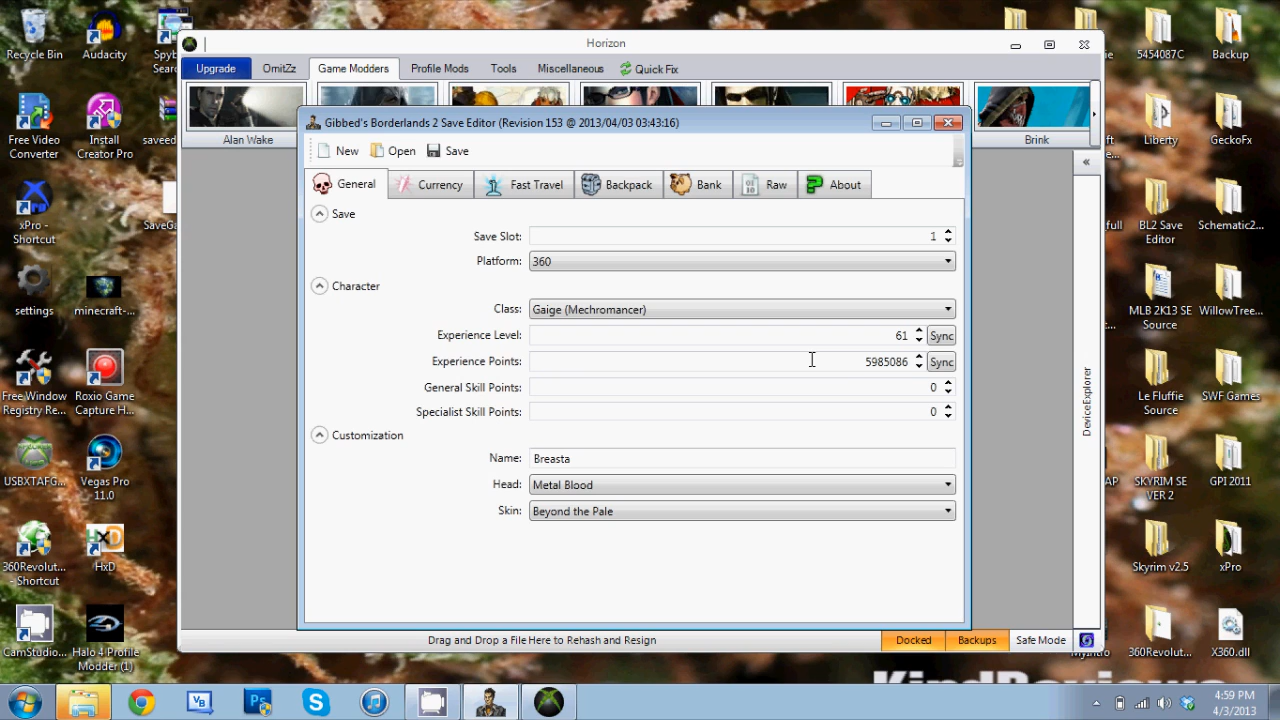 Horizon
Upgrade OmitZz Game Modders Profile Mods Tools Miscellaneous Quick Fix
Alan Wake
Brink
Gibbed's Borderlands 2 Save Editor (Revision 153 @ 2013/04/03 03:43:16)
New Open Save
General Currency Fast Travel Backpack Bank Raw About
Save
Save Slot: 1
Platform: 360
Character
Class: Gaige (Mechromancer)
Experience Level: 61 Sync
Experience Points: 5985086 Sync
General Skill Points: 0
Specialist Skill Points: 0
Customization
Name: Breasta
Head: Metal Blood
Skin: Beyond the Pale
Drag and Drop a File Here to Rehash and Resign
Docked Backups Safe Mode
DeviceExplorer
Recycle Bin
Audacity
Free Video
Converter
Install
Creator Pro
xPro -
Shortcut
settings
minecraft-...
Free Window
Registry Re...
Roxio Game
Capture H...
USBXTAFG...
Vegas Pro
11.0
360Revolut...
- Shortcut
HxD
CamStudio...
Halo 4 Profile
Modder (1)
5454087C
Backup
Liberty
GeckoFx
BL2 Save
Editor
Schematic2...
MLB 2K13 SE
Source
WillowTree...
Le Fluffie
Source
SWF Games
SKYRIM SE
VER 2
GPI 2011
Skyrim v2.5
xPro
360Revolut...
X360.dll
KindReviews
4:59 PM
4/3/2013